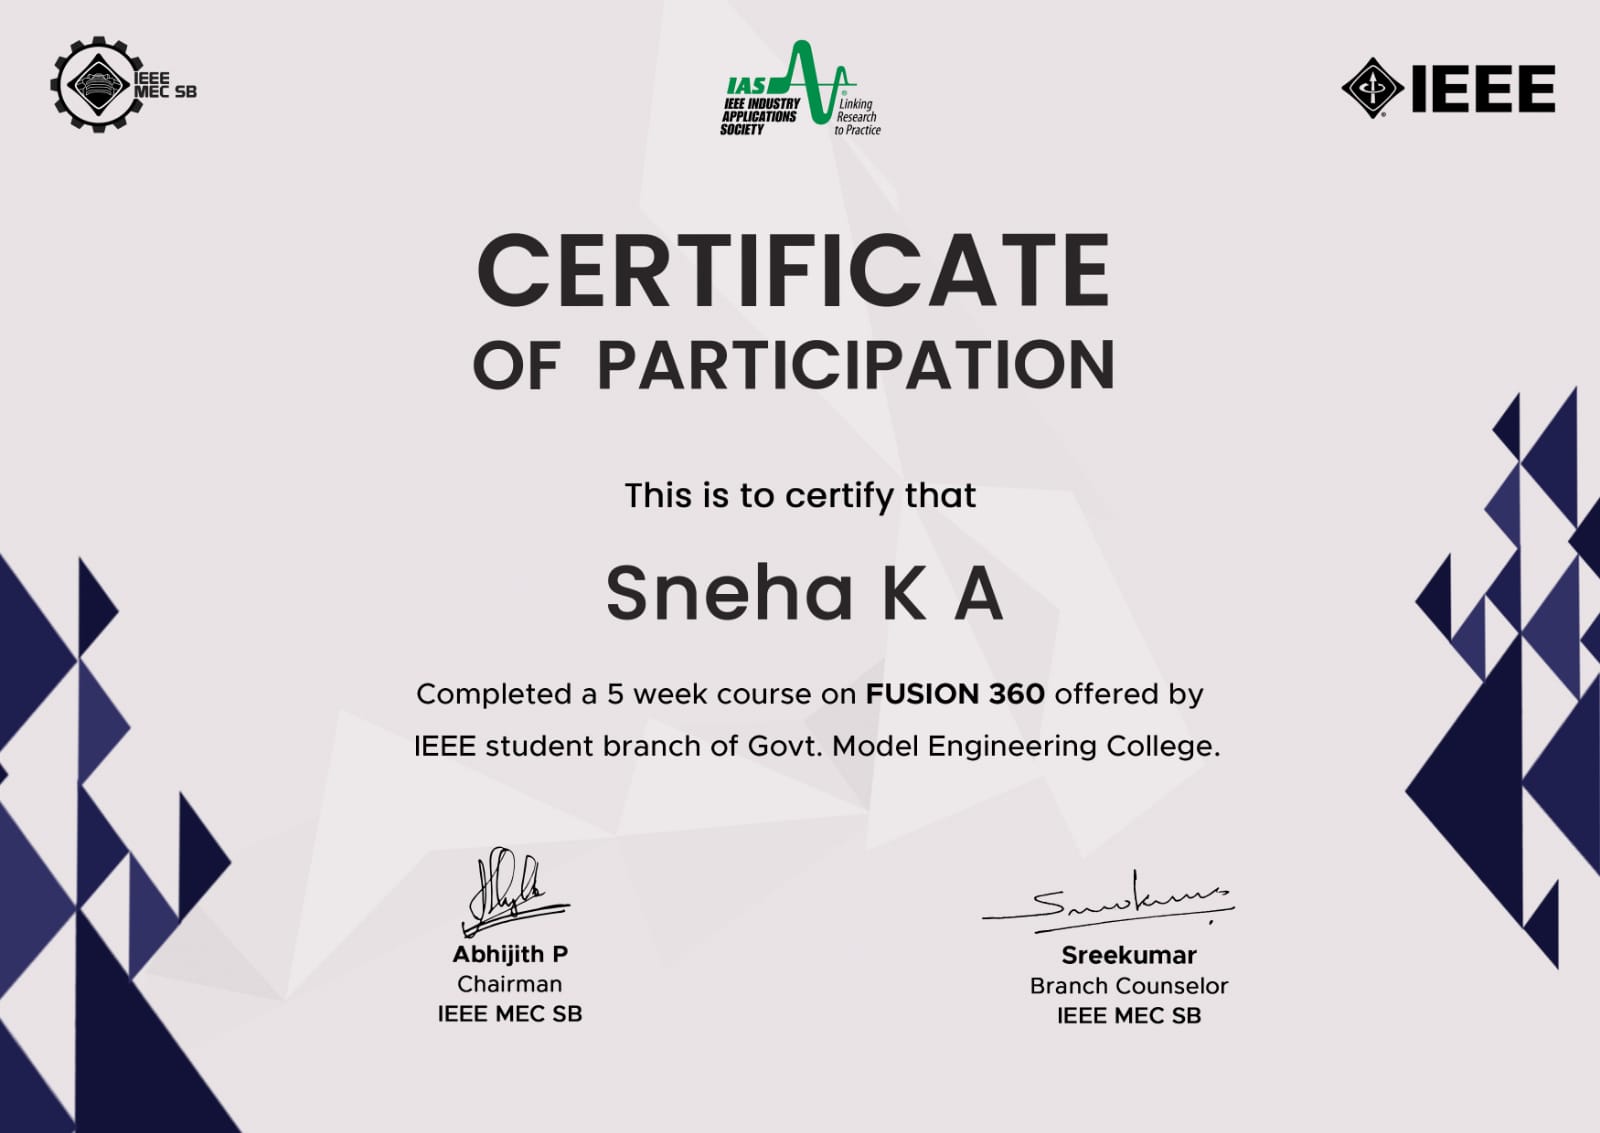 IEEE
MEC SB
IAS
IEEE INDUSTRY
APPLICATIONS
SOCIETY
®
Linking
Research
to Practice
IEEE
®
CERTIFICATE
OF PARTICIPATION
This is to certify that
Sneha K A
Completed a 5 week course on FUSION 360 offered by
IEEE student branch of Govt. Model Engineering College.
Abhijith P
Chairman
IEEE MEC SB
Sreekumar
Branch Counselor
IEEE MEC SB